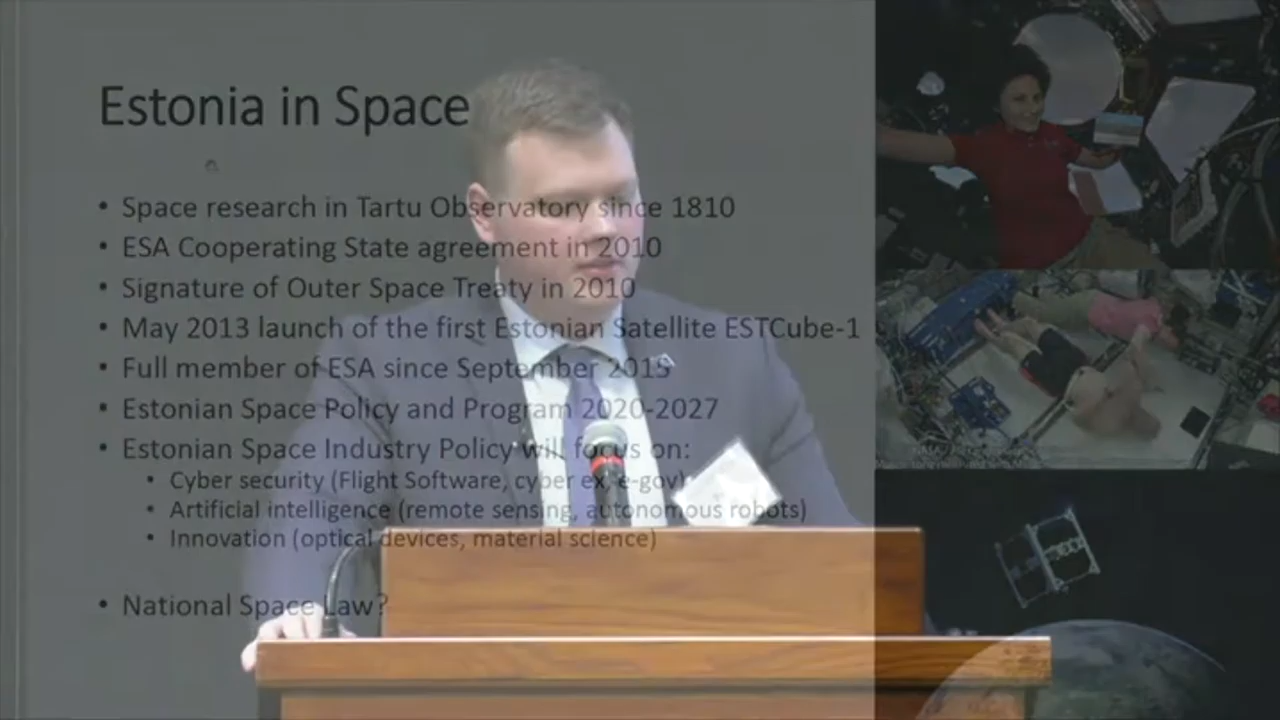 Estonia in Space
• Space research in Tartu Observatory since 1810
• ESA Cooperating State agreement in 2010
• Signature of Outer Space Treaty in 2010
• May 2013 launch of the first Estonian Satellite ESTCube-1
• Full member of ESA since September 2015
• Estonian Space Policy and Program 2020-2027
• Estonian Space Industry Policy will focus on:
• Cyber security (Flight Software, cyber ex, e-gov)
• Artificial intelligence (remote sensing, autonomous robots)
• Innovation (optical devices, material science)
• National Space Law?